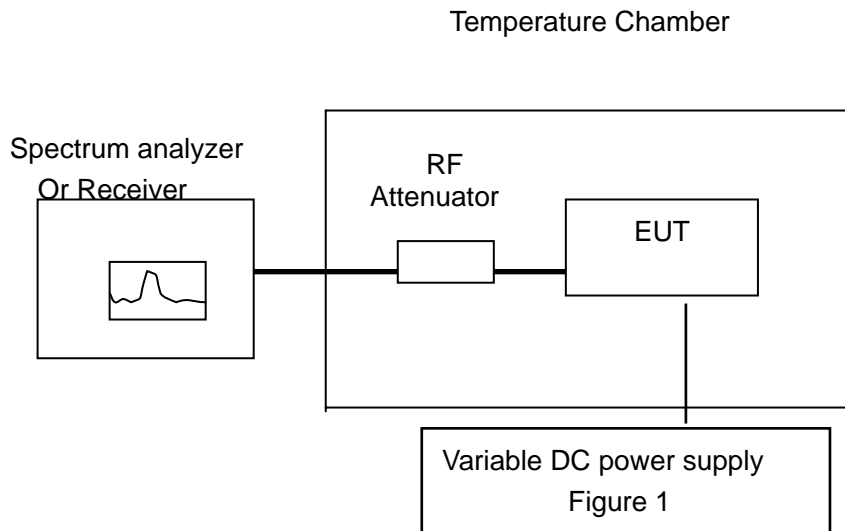 Temperature Chamber
Spectrum analyzer
Or Receiver
RF
Attenuator
EUT
Variable DC power supply
Figure 1